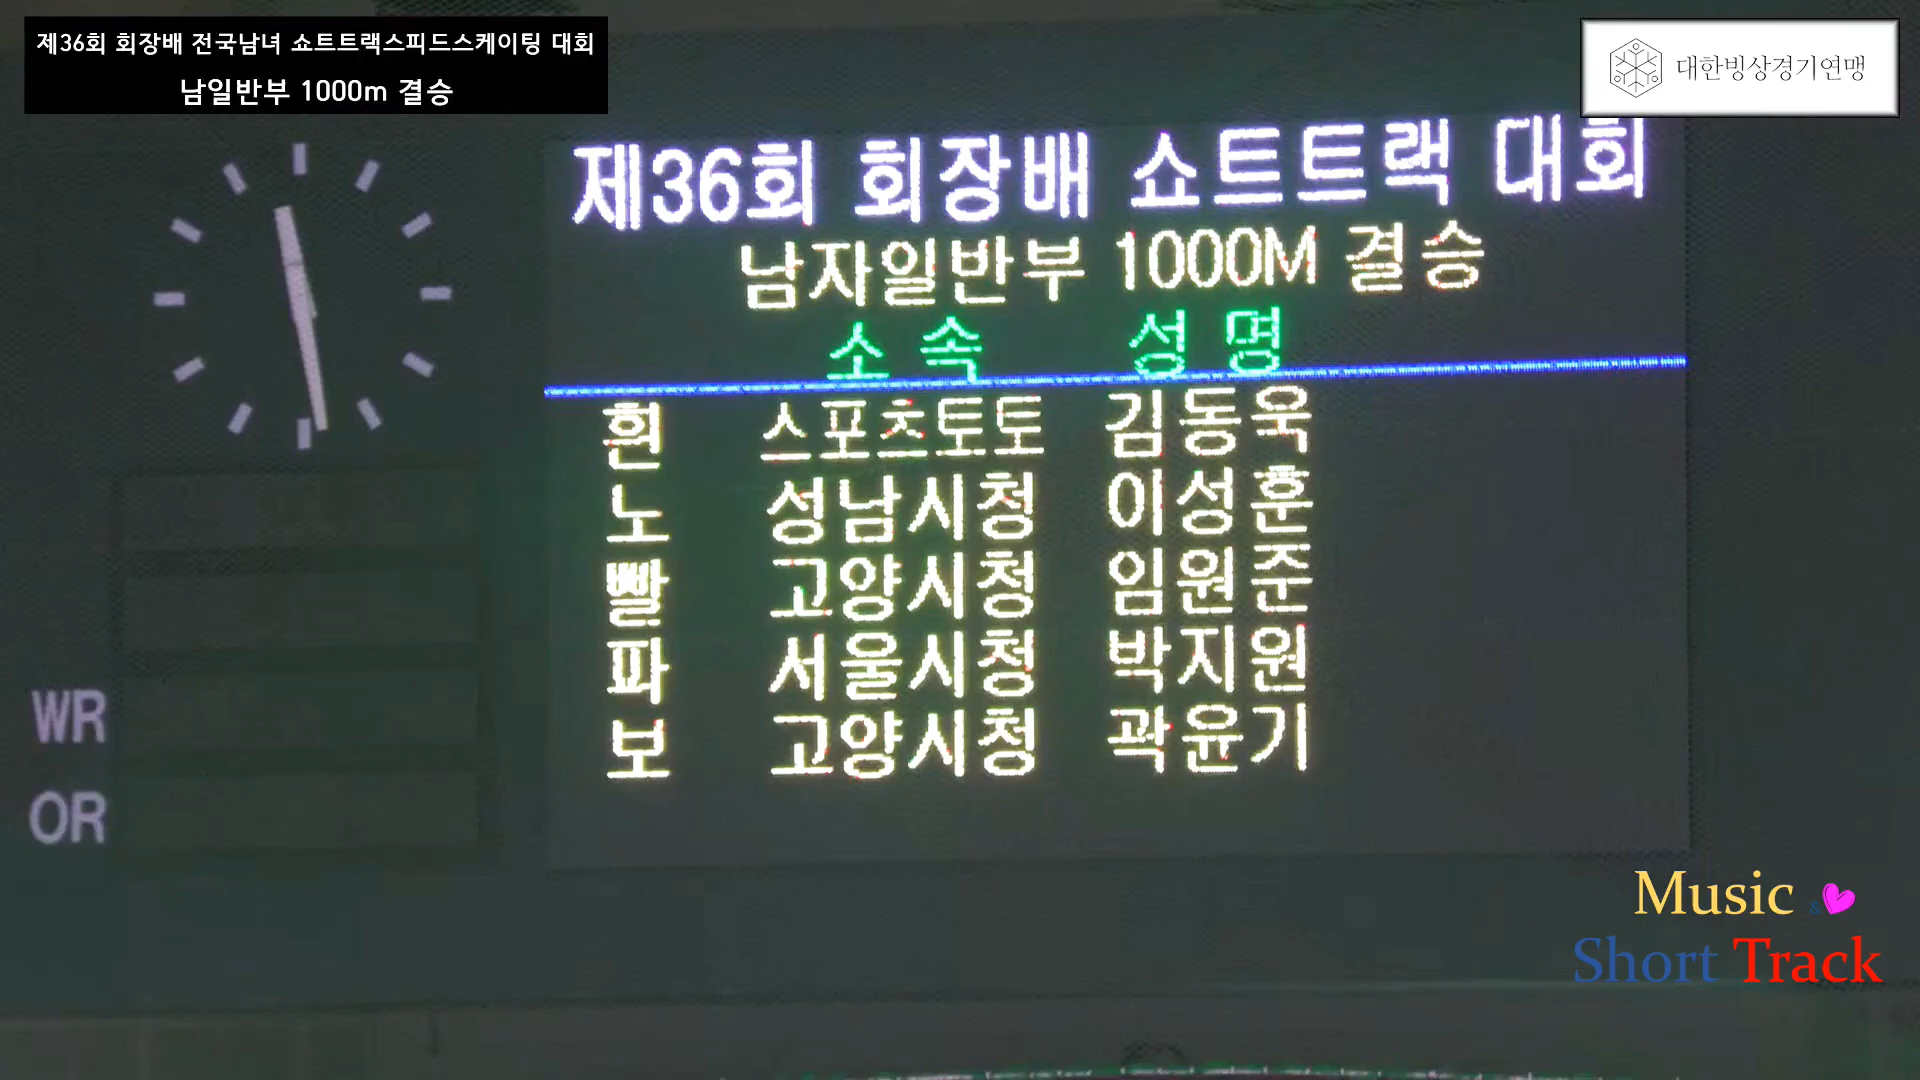 제36회 회장배 전국남녀 쇼트트랙스피드스케이팅 대회
남일반부 1000m 결승
대한빙상경기연맹
제36회 회장배 쇼트트랙 대회
남자일반부 1000M 결승
소속 성명
흰 스포츠토토 김동욱
노 성남시청 이성훈
빨 고양시청 임원준
파 서울시청 박지원
보 고양시청 곽윤기
WR
OR
Music &
Short Track